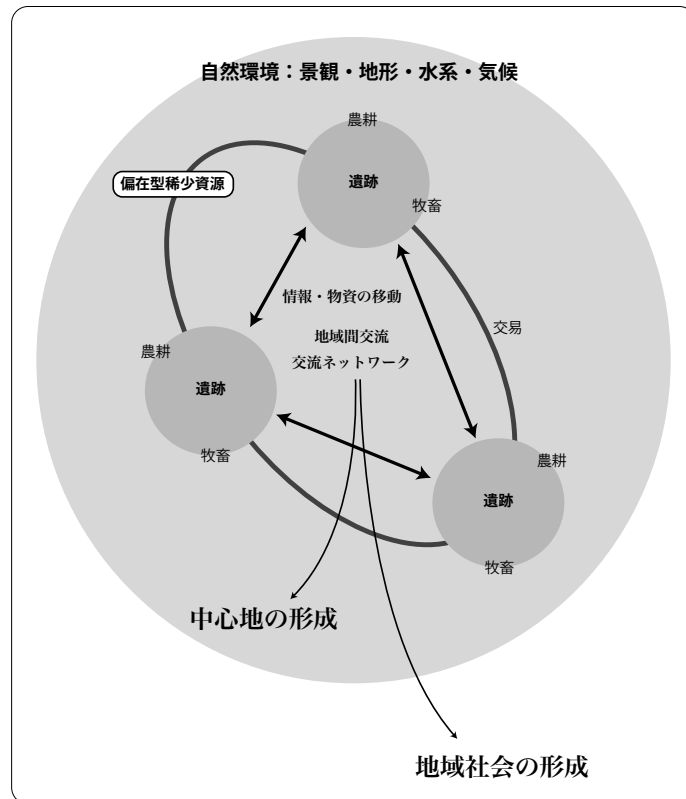 自然環境：景観・地形・水系・気候
農耕
偏在型稀少資源
遺跡
牧畜
情報・物資の移動
交易
地域間交流
農耕
交流ネットワーク
遺跡
牧畜
農耕
遺跡
牧畜
中心地の形成
地域社会の形成